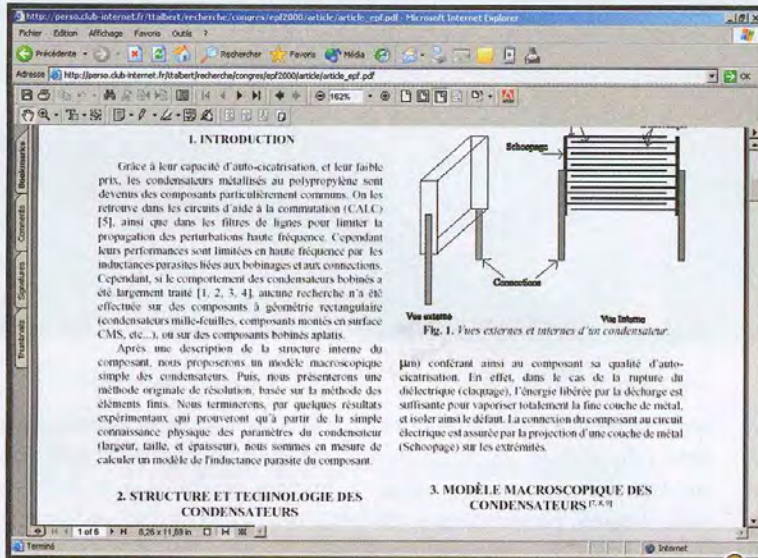 http://perso.club-internet.fr/ttalbert/recherche/congres/epf2000/article/article_epf.pdf - Microsoft Internet Explorer
Fichier Edition Affichage Favoris Outils ?
Précédente Rechercher Favoris Média
Adresse http://perso.club-internet.fr/ttalbert/recherche/congres/epf2000/article/article_epf.pdf OK
162%
Bookmarks
Comments
Signatures
Thumbnails
1. INTRODUCTION
Grâce à leur capacité d'auto-cicatrisation, et leur faible
prix, les condensateurs métallisés au polypropylène sont
devenus des composants particulièrement communs. On les
retrouve dans les circuits d'aide à la commutation (CALC)
[5], ainsi que dans les filtres de lignes pour limiter la
propagation des perturbations haute fréquence. Cependant
leurs performances sont limitées en haute fréquence par les
inductances parasites liées aux bobinages et aux connections.
Cependant, si le comportement des condensateurs bobinés a
été largement traité [1, 2, 3, 4], aucune recherche n'a été
effectuée sur des composants à géométrie rectangulaire
(condensateurs mille-feuilles, composants montés en surface
CMS, etc...), ou sur des composants bobinés aplatis.
Après une description de la structure interne du
composant, nous proposerons un modèle macroscopique
simple des condensateurs. Puis, nous présenterons une
méthode originale de résolution, basée sur la méthode des
éléments finis. Nous terminerons, par quelques résultats
expérimentaux qui prouveront qu'à partir de la simple
connaissance physique des paramètres du condensateur
(largeur, taille, et épaisseur), nous sommes en mesure de
calculer un modèle de l'inductance parasite du composant.
2. STRUCTURE ET TECHNOLOGIE DES
CONDENSATEURS
Schoopage
Connections
Vue externe
Vue Interne
Fig. 1. Vues externes et internes d'un condensateur.
µm) conférant ainsi au composant sa qualité d'auto-
cicatrisation. En effet, dans le cas de la rupture du
diélectrique (claquage), l'énergie libérée par la décharge est
suffisante pour vaporiser totalement la fine couche de métal,
et isoler ainsi le défaut. La connexion du composant au circuit
électrique est assurée par la projection d'une couche de métal
(Schoopage) sur les extrémités.
3. MODÈLE MACROSCOPIQUE DES
CONDENSATEURS [7, 8, 9]
1 of 6 8,26 x 11,69 in
Terminé Internet